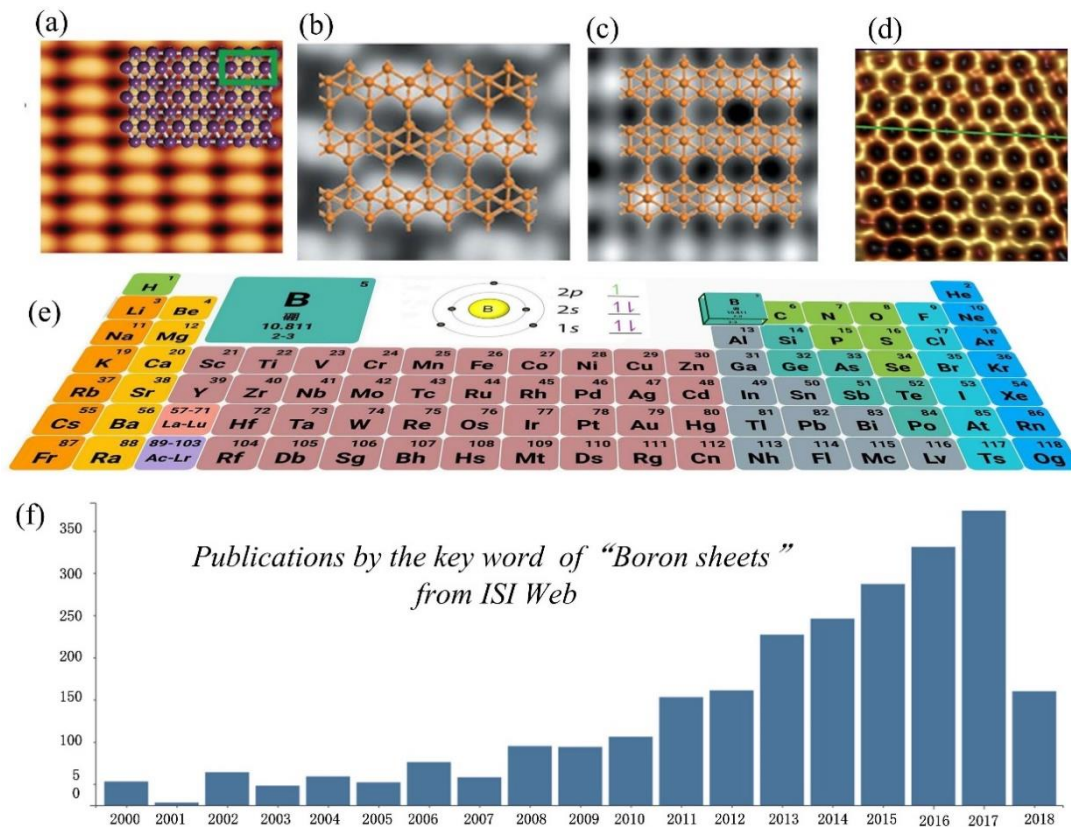 (a)
(b)
(c)
(d)
(e)
5
B
10.811
2-3
B
2p 1
2s 11
1s 11
B
1 2
H He
3 4 6 7 8 9 10
Li Be C N O F Ne
11 12 13 14 15 16 17 18
Na Mg Al Si P S Cl Ar
19 20 21 22 23 24 25 26 27 28 29 30 31 32 33 34 35 36
K Ca Sc Ti V Cr Mn Fe Co Ni Cu Zn Ga Ge As Se Br Kr
37 38 39 40 41 42 43 44 45 46 47 48 49 50 51 52 53 54
Rb Sr Y Zr Nb Mo Tc Ru Rh Pd Ag Cd In Sn Sb Te I Xe
55 56 57-71 72 73 74 75 76 77 78 79 80 81 82 83 84 85 86
Cs Ba La-Lu Hf Ta W Re Os Ir Pt Au Hg Tl Pb Bi Po At Rn
87 88 89-103 104 105 106 107 108 109 110 111 112 113 114 115 116 117 118
Fr Ra Ac-Lr Rf Db Sg Bh Hs Mt Ds Rg Cn Nh Fl Mc Lv Ts Og
(f)
Publications by the key word of “Boron sheets”
from ISI Web
350
300
250
200
150
100
5
0
2000 2001 2002 2003 2004 2005 2006 2007 2008 2009 2010 2011 2012 2013 2014 2015 2016 2017 2018